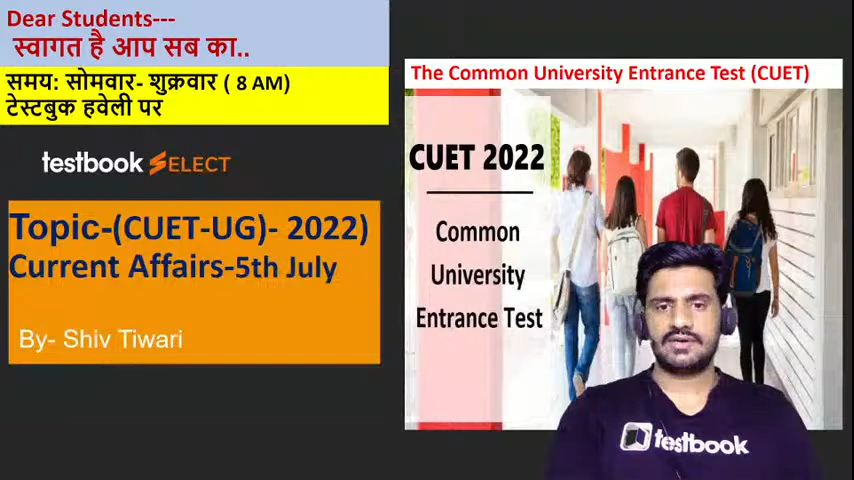 Dear Students---
स्वागत है आप सब का..
समय: सोमवार- शुक्रवार ( 8 AM)
टेस्टबुक हवेली पर
testbook SELECT
Topic-(CUET-UG)- 2022)
Current Affairs-5th July
By- Shiv Tiwari
The Common University Entrance Test (CUET)
CUET 2022
Common
University
Entrance Test
testbook